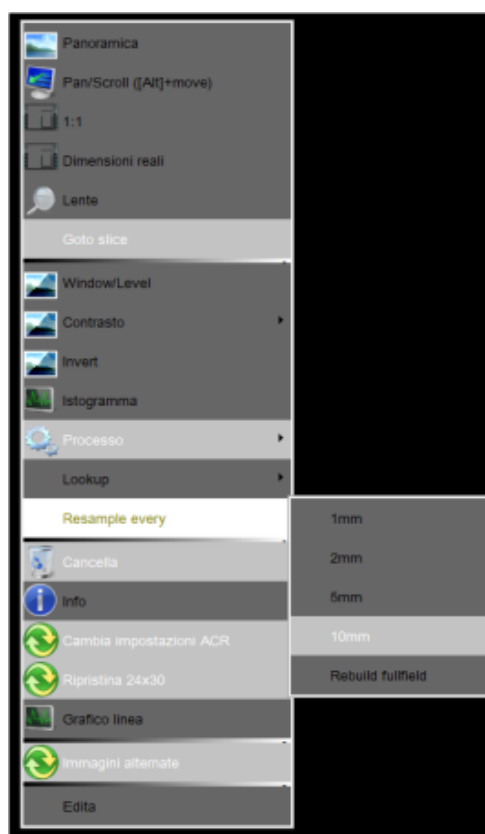 Panoramica
Pan/Scroll ([Alt]+move)
1:1
Dimensioni reali
Lente
Goto slice
Window/Level
Contrasto
Invert
Istogramma
Processo
Lookup
Resample every
Cancella
Info
Cambia impostazioni ACR
Ripristina 24x30
Grafico linea
Immagini alternate
Edita
1mm
2mm
5mm
10mm
Rebuild fullfield